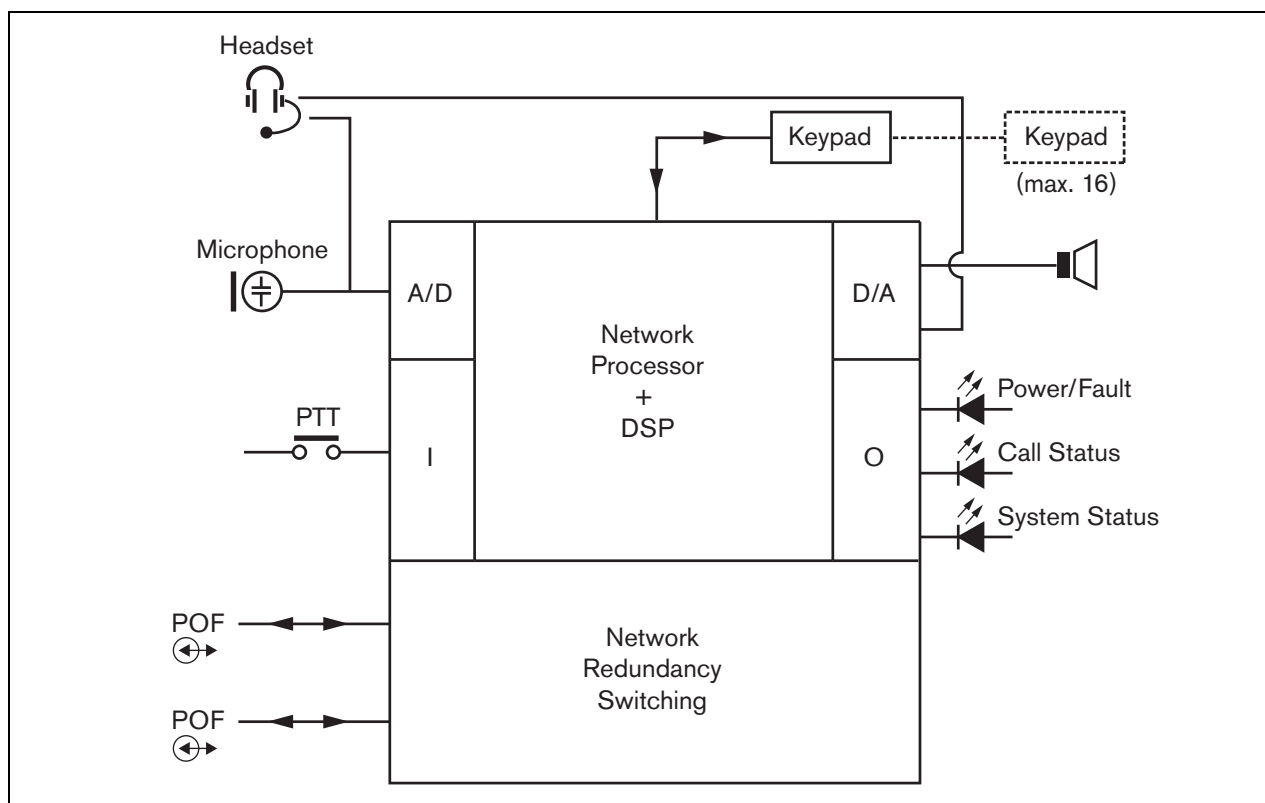 Headset
Keypad
Keypad
(max. 16)
Microphone
A/D
D/A
Network
Processor
+
DSP
Power/Fault
PTT
I
O
Call Status
System Status
POF
Network
Redundancy
Switching
POF